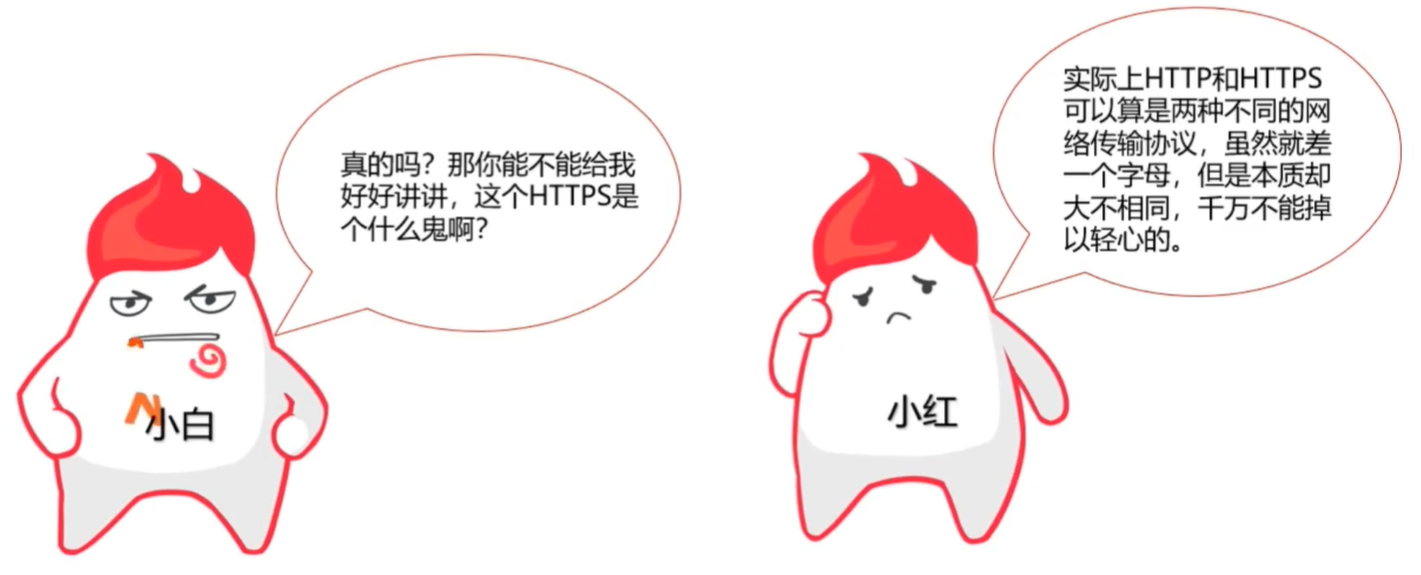 真的吗？那你能不能给我
好好讲讲，这个HTTPS是
个什么鬼啊？
小白
实际上HTTP和HTTPS
可以算是两种不同的网
络传输协议，虽然就差
一个字母，但是本质却
大不相同，千万不能掉
以轻心的。
小红